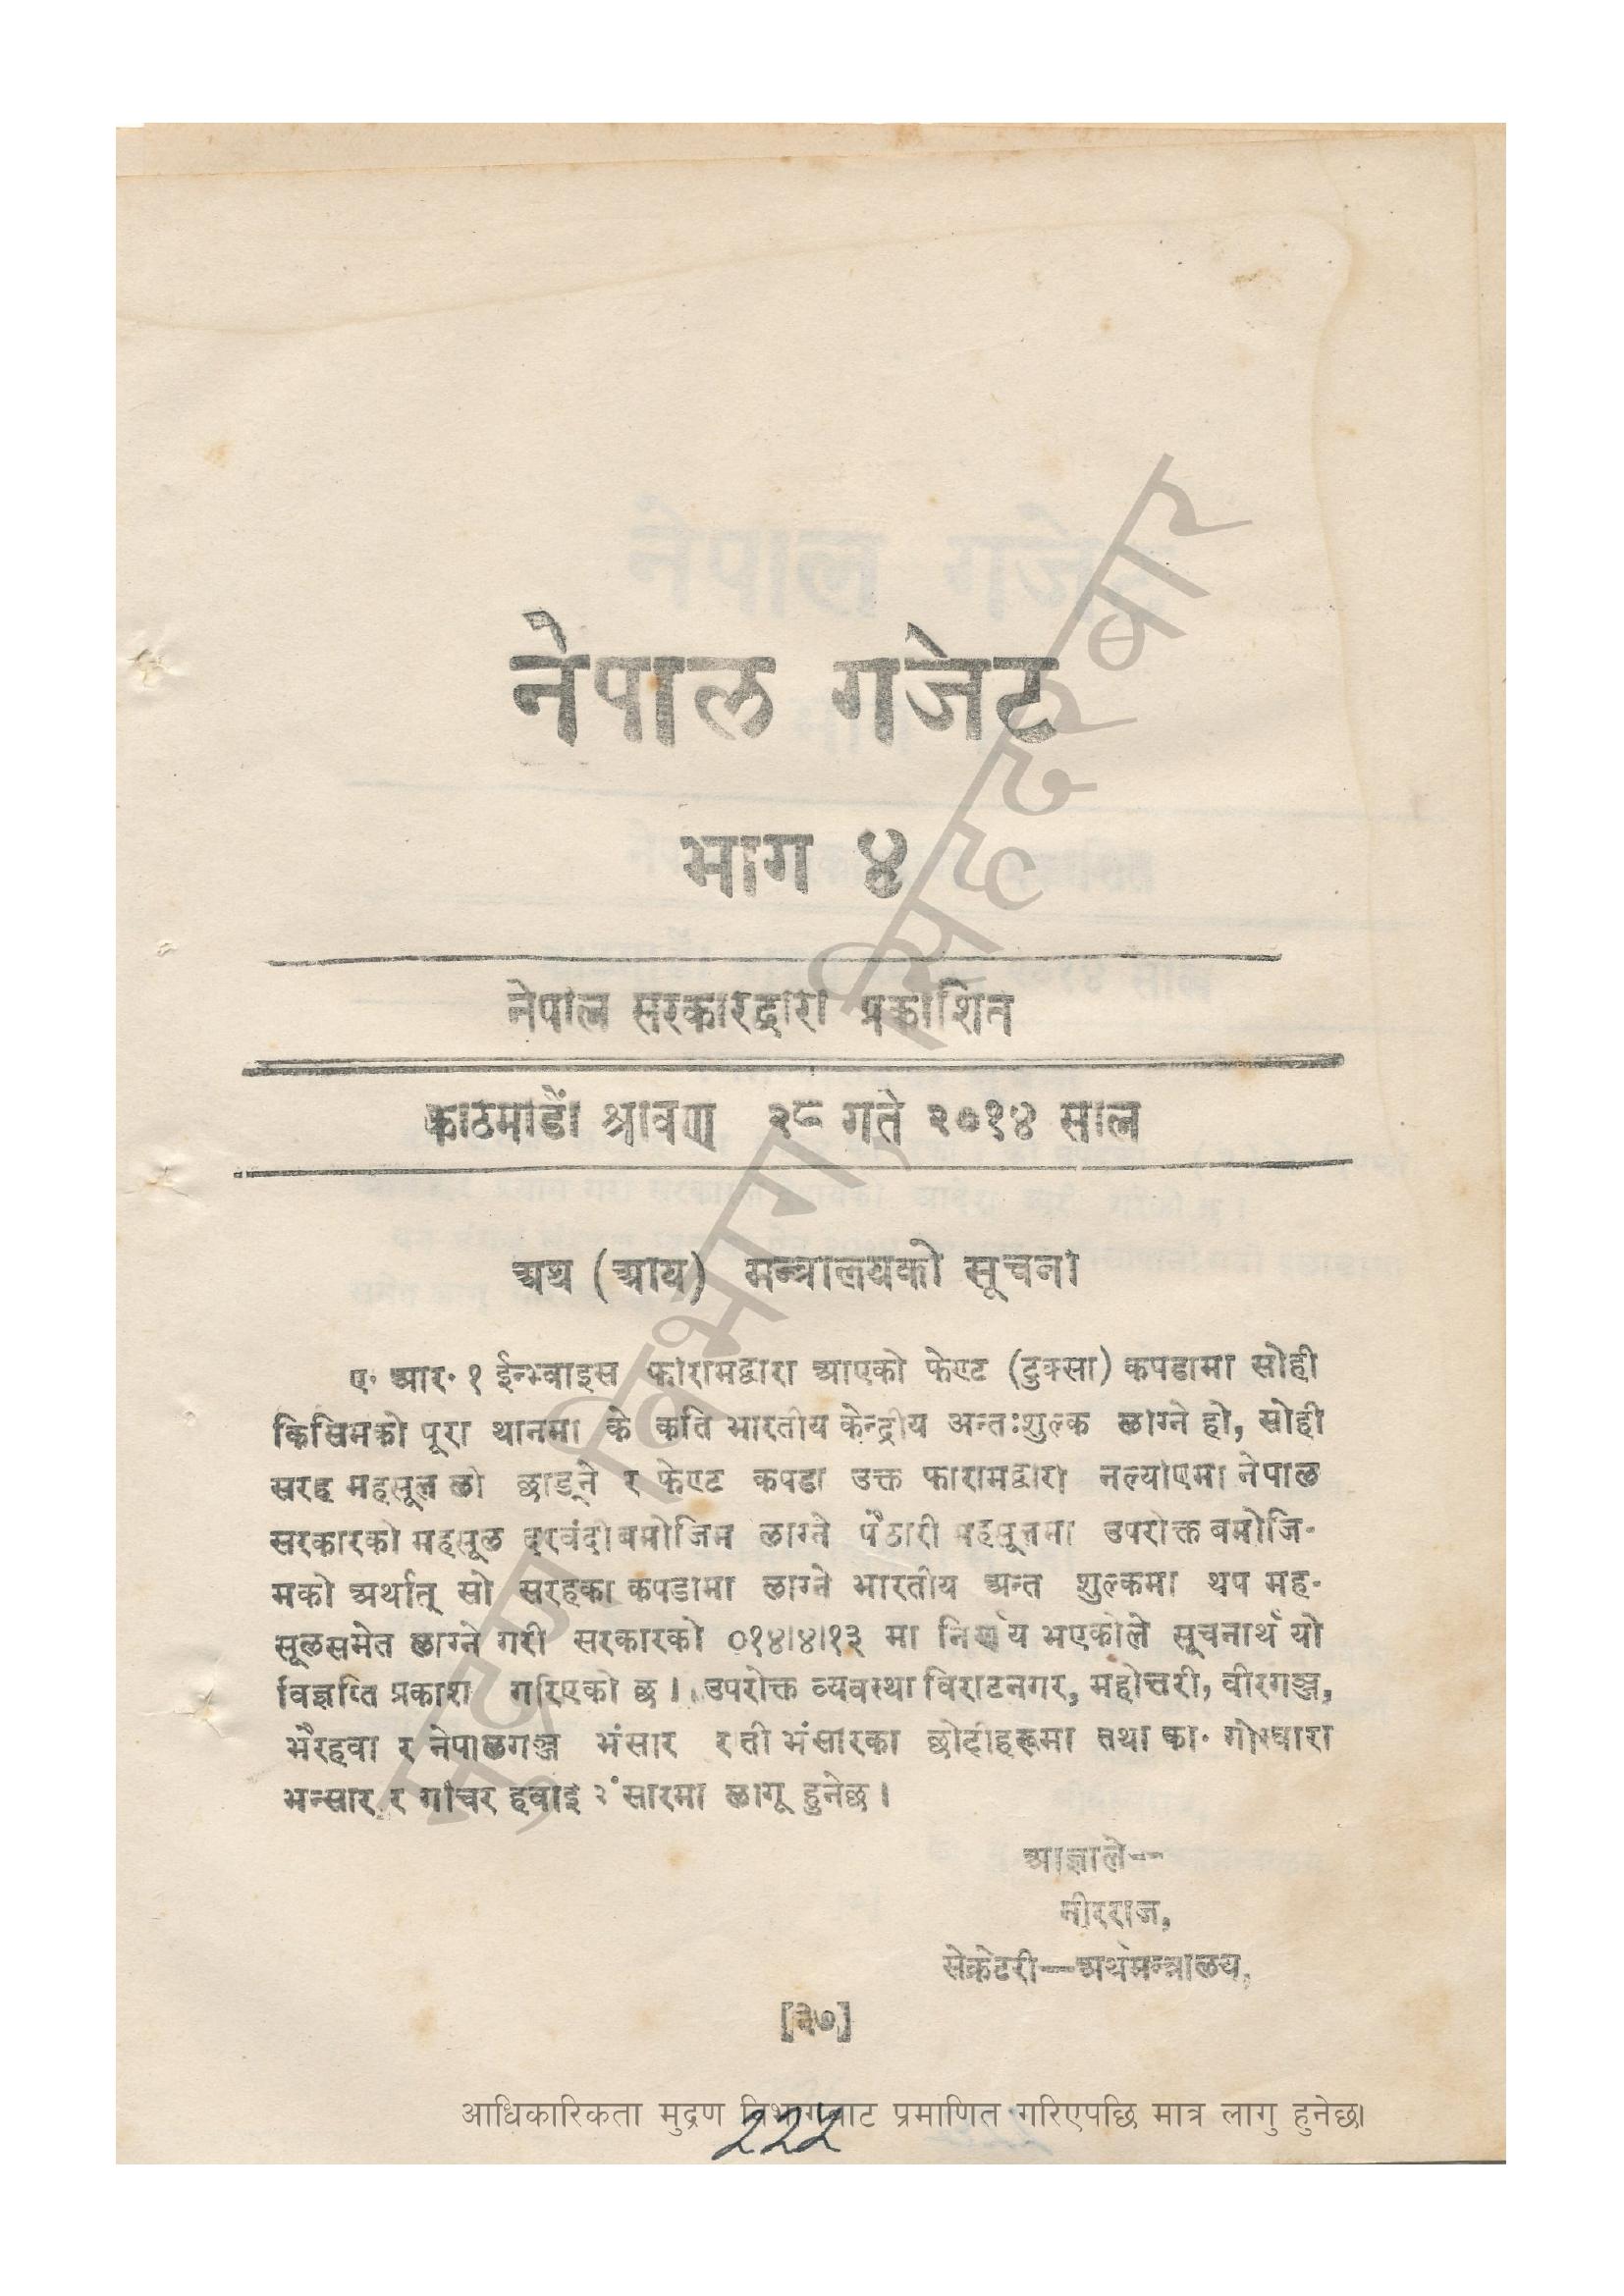 नेपाल गजेट
भाग ४
नेपाल सरकारद्वारा प्रकाशित
काठमाडौं श्रावण २८ गते २०१४ साल
अथ (आय) मन्त्रालयको सूचना
ए· आर· १ ईन्भ्वाइस फारामद्वारा आएको फेण्ट (टुक्सा) कपडामा सोही
किसिमको पूरा थानमा के कति भारतीय केन्द्रीय अन्तःशुल्क लाग्ने हो, सोही
सरह महसूल ली छाड्ने र फेण्ट कपडा उक्त फारामद्वारा नल्याएमा नेपाल
सरकारको महसूल दरबंदीबमोजिम लाग्ने पैठारी महसूलमा उपरोक्त बमोजि-
मको अर्थात् सो सरहका कपडामा लाग्ने भारतीय अन्त शुल्कमा थप मह-
सूलसमेत लाग्ने गरी सरकारको ०१४।४।१३ मा निर्णय भएकोले सूचनार्थ यो
विज्ञप्ति प्रकाश गरिएको छ । उपरोक्त व्यवस्था विराटनगर, महोत्तरी, वीरगञ्ज,
भैरहवा र नेपालगञ्ज भंसार र ती भंसारका छोटीहरूमा तथा का· गोश्वारा
भन्सार र गौचर हवाइ भंसारमा लागू हुनेछ ।
आज्ञाले--
मीरराज,
सेक्रेटरी—अर्थमन्त्रालय,
[३७]
आधिकारिकता मुद्रण विभागबाट प्रमाणित गरिएपछि मात्र लागु हुनेछ।
मुद्रण विभाग सिंहदरबार